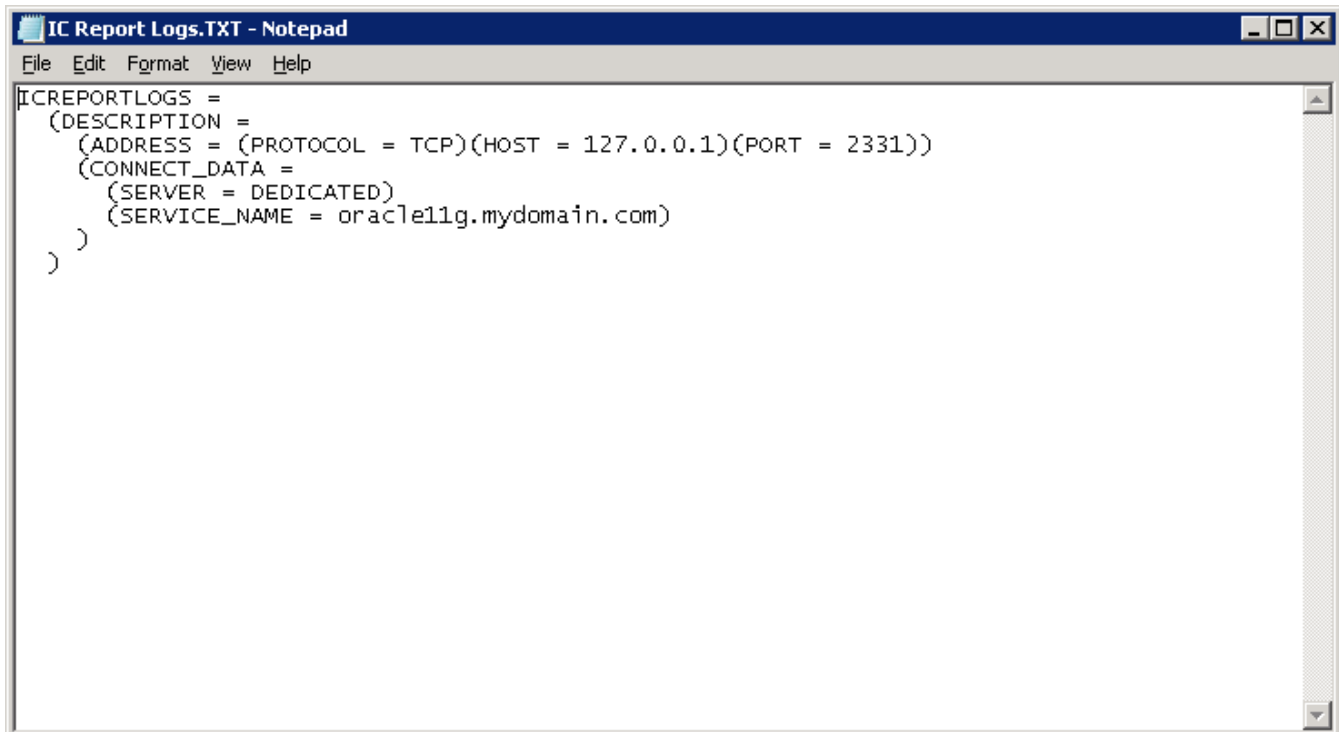 IC Report Logs.TXT - Notepad
File Edit Format View Help
ICREPORTLOGS =
  (DESCRIPTION =
    (ADDRESS = (PROTOCOL = TCP)(HOST = 127.0.0.1)(PORT = 2331))
    (CONNECT_DATA =
      (SERVER = DEDICATED)
      (SERVICE_NAME = oracle11g.mydomain.com)
    )
  )